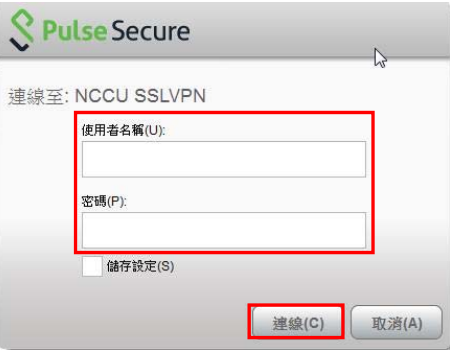 Pulse Secure
連線至: NCCU SSLVPN
使用者名稱(U):
密碼(P):
儲存設定(S)
連線(C) 取消(A)